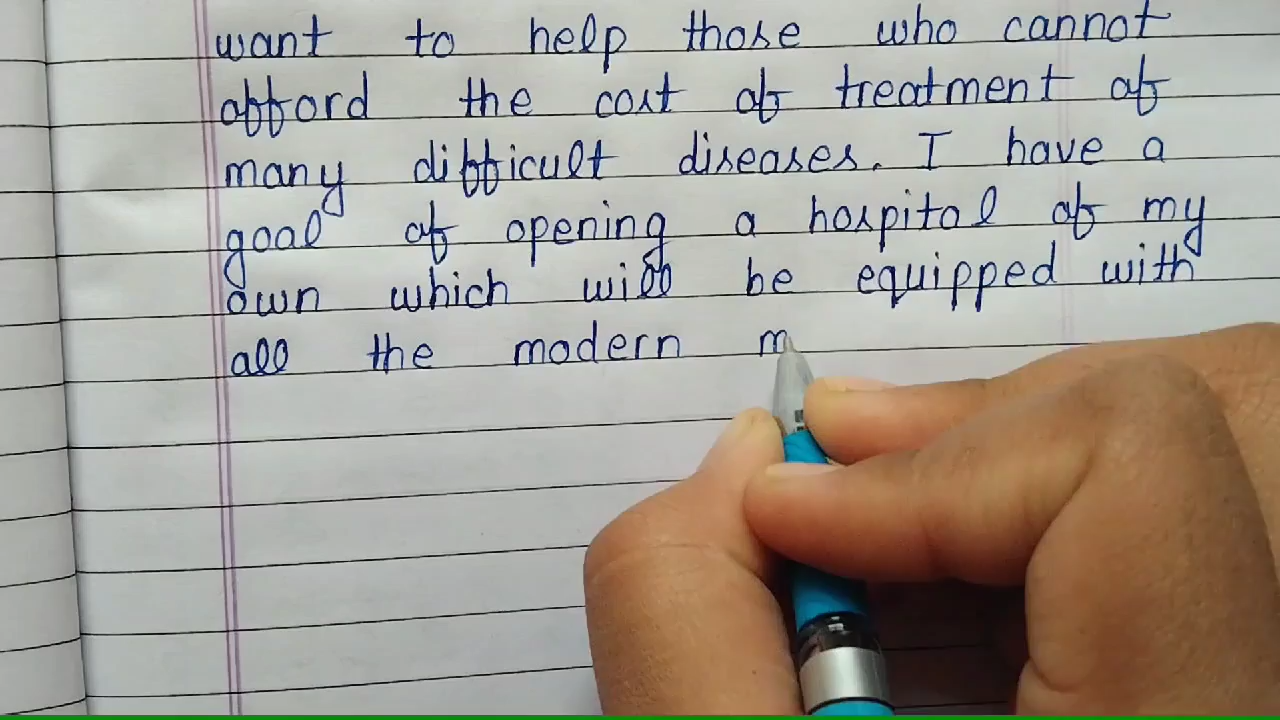 want to help those who cannot
afford the cost of treatment of
many difficult diseases. I have a
goal of opening a hospital of my
own which will be equipped with
all the modern m